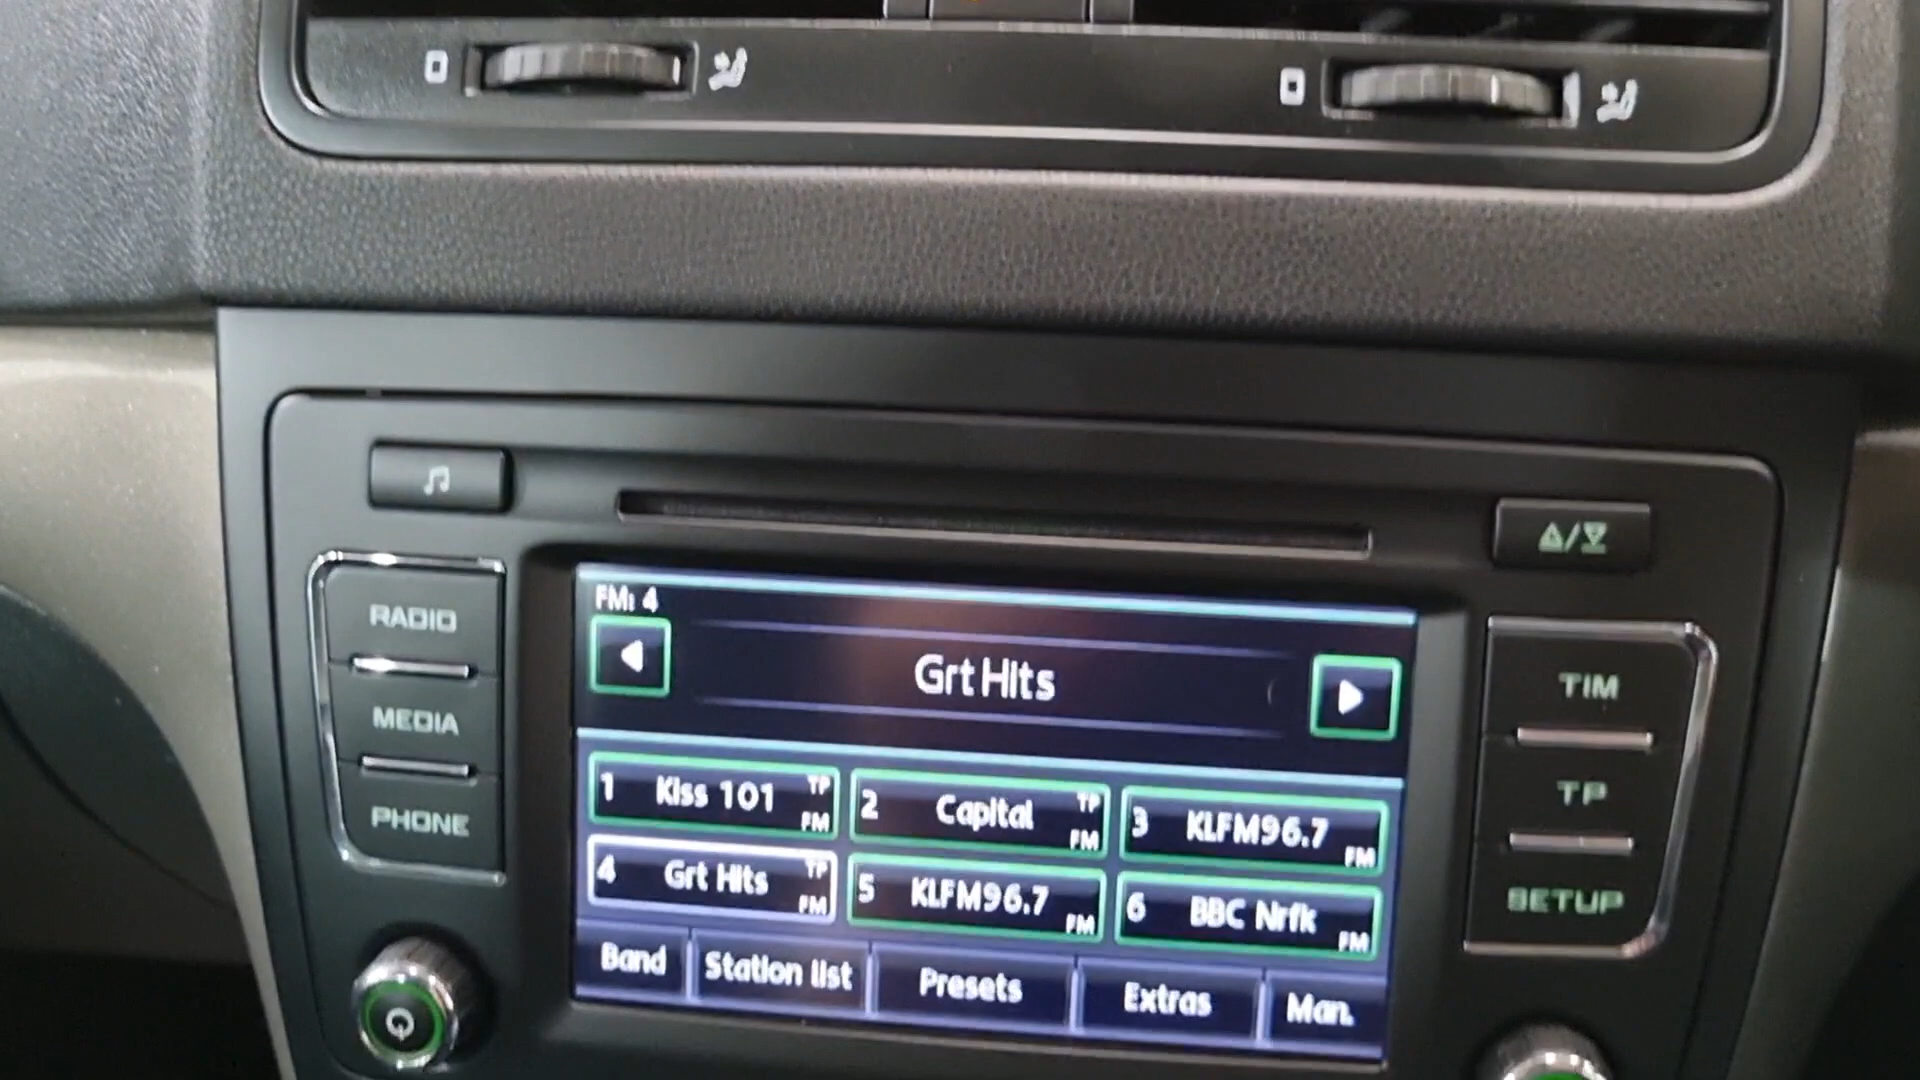 RADIO
MEDIA
PHONE
FM: 4
Grt Hits
1 Kiss 101 TP FM
2 Capital TP FM
3 KLFM96.7 FM
4 Grt Hits TP FM
5 KLFM96.7 FM
6 BBC Nrfk FM
Band
Station list
Presets
Extras
Man.
TIM
TP
SETUP